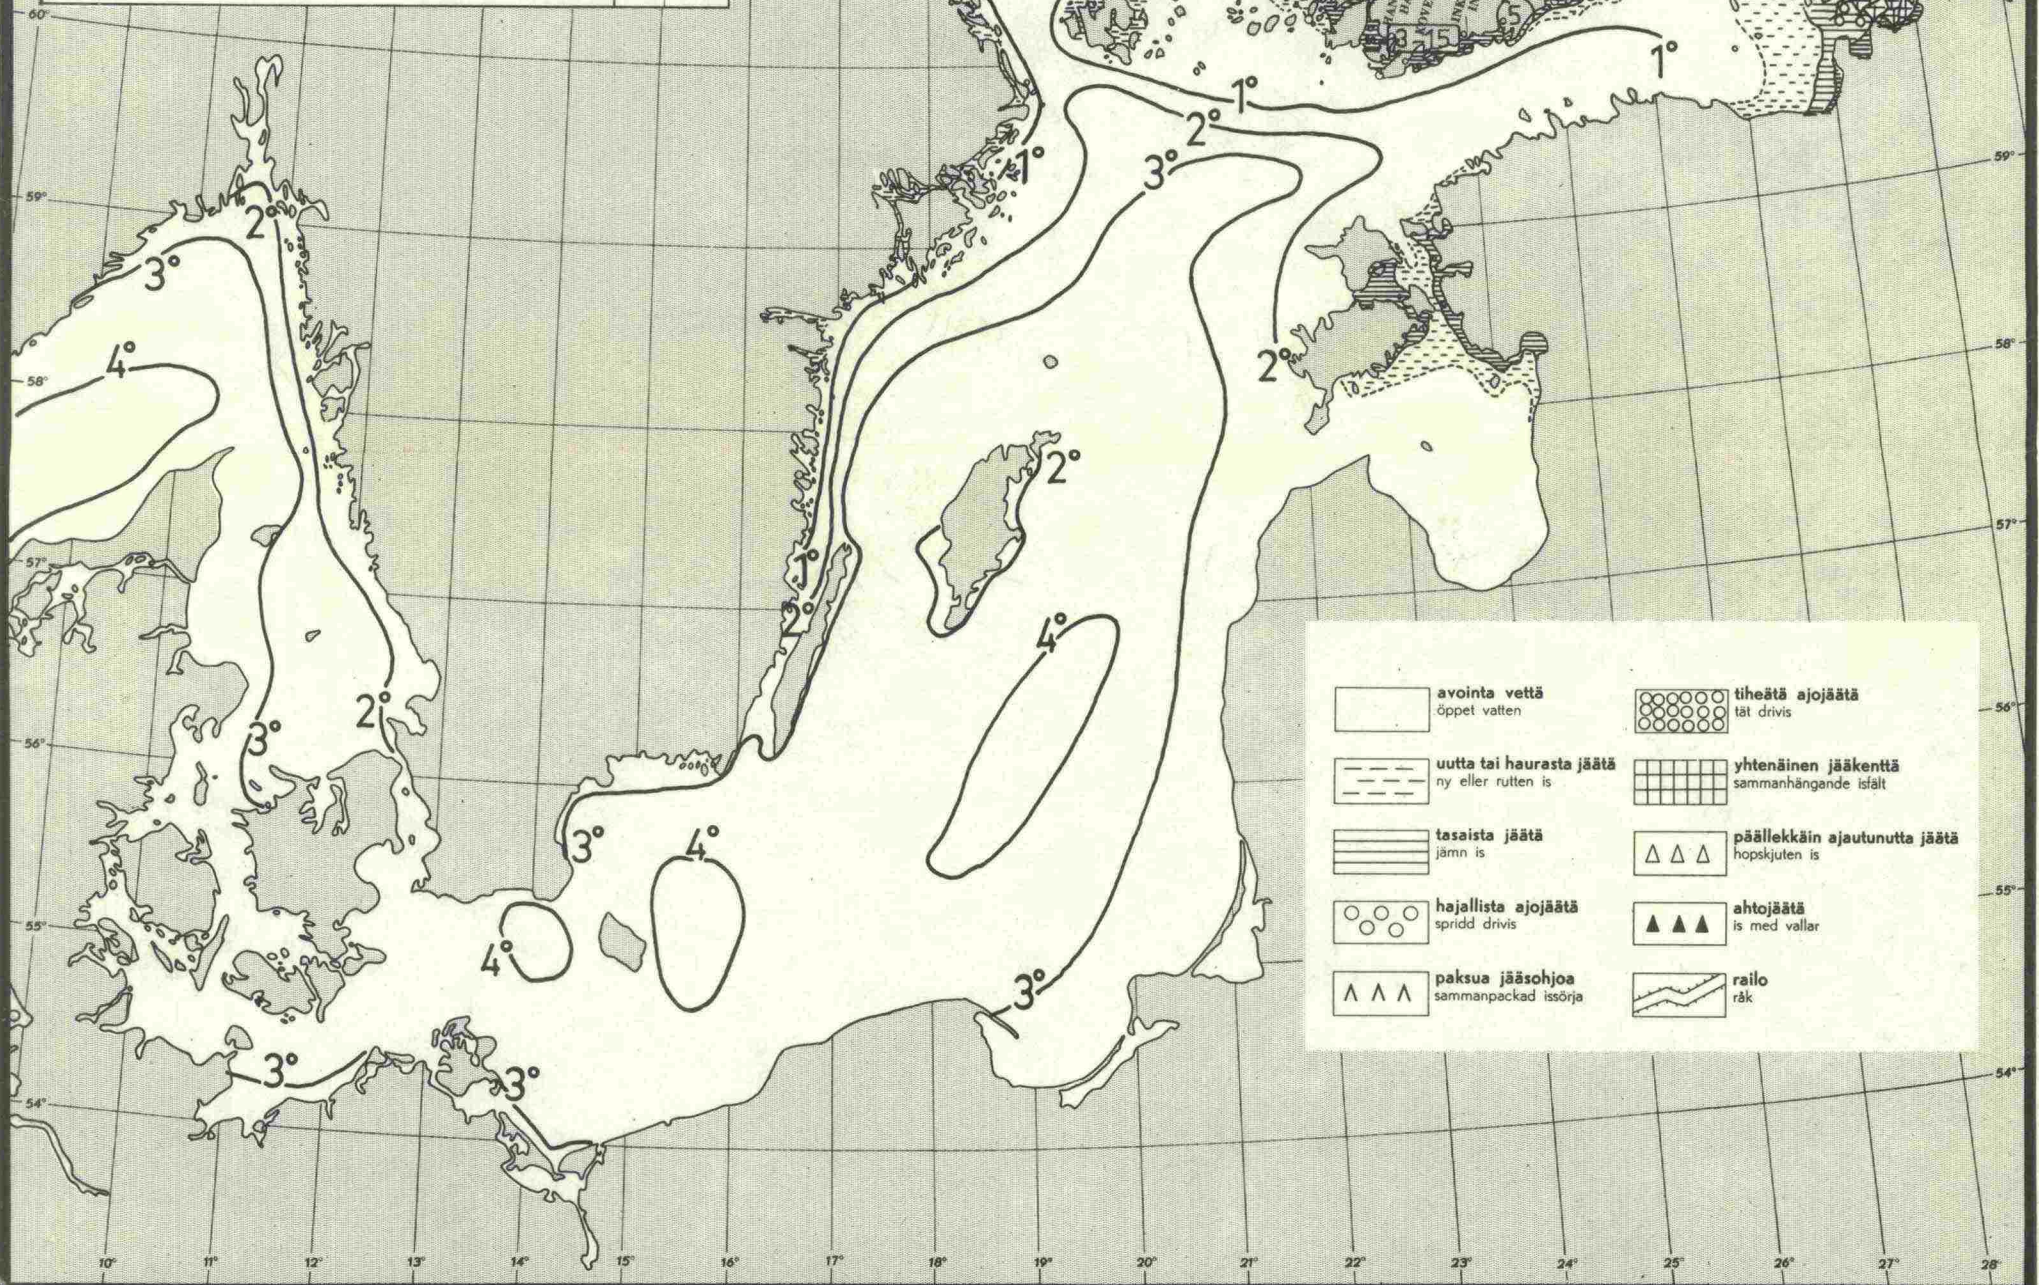 60°
5
3-15
1°
1°
2°
59°
3°
1°
59°
2°
3°
58°
4°
2°
58°
2°
57°
57°
1°
2°
4°
avointa vettä
öppet vatten
uutta tai haurasta jäätä
ny eller rutten is
tasaista jäätä
jämn is
hajallista ajojäätä
spridd drivis
paksua jääsohjoa
sammanpackad issörja
tiheätä ajojäätä
tät drivis
yhtenäinen jääkenttä
sammanhängande isfält
päällekkäin ajautunutta jäätä
hopskjuten is
ahtojäätä
is med vallar
railo
råk
2°
3°
56°
56°
3°
4°
55°
55°
4°
3°
3°
3°
54°
54°
10°
11°
12°
13°
14°
15°
16°
17°
18°
19°
20°
21°
22°
23°
24°
25°
26°
27°
28°